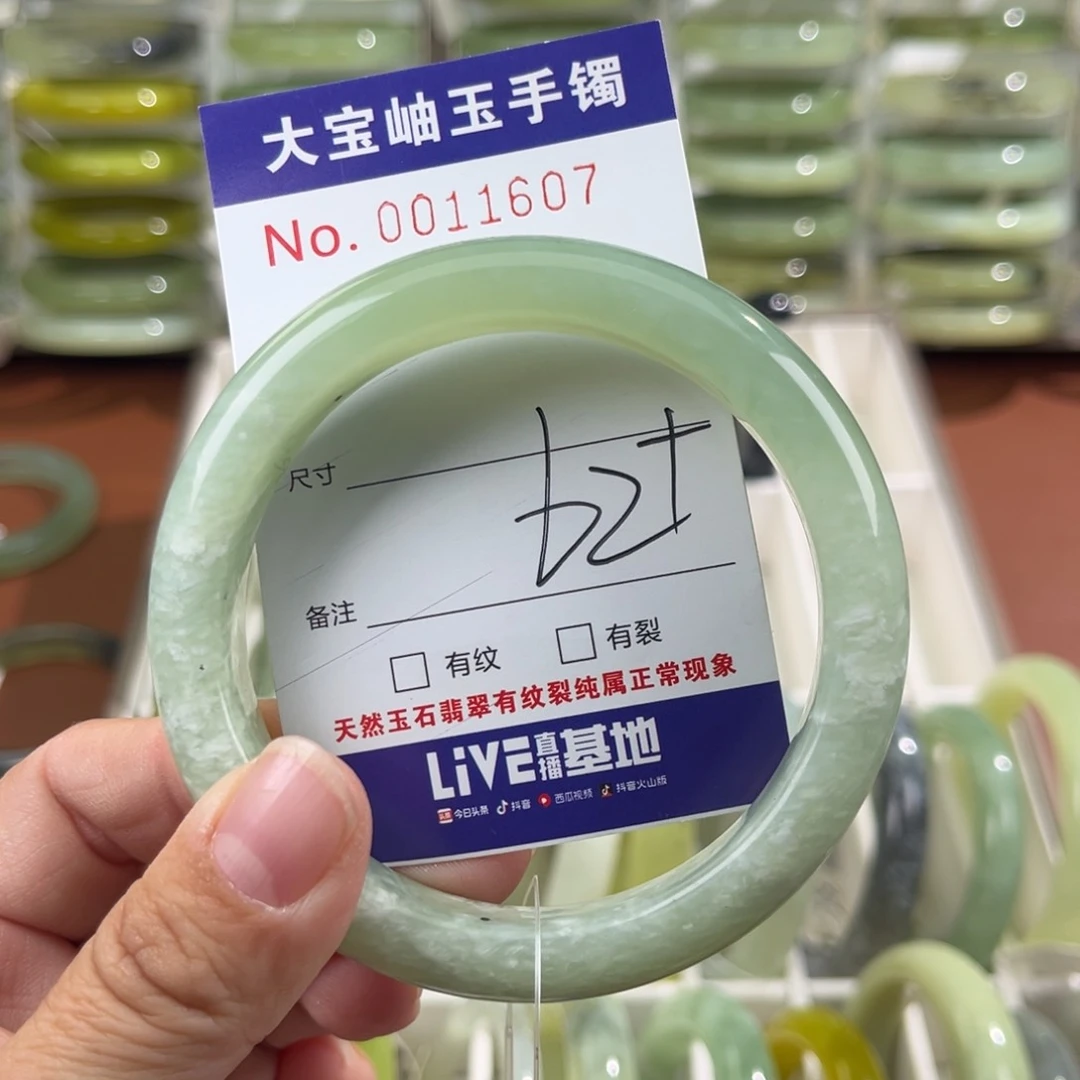 大宝岫玉手镯
No. 0011607
尺寸
62+
备注
有纹 有裂
天然玉石翡翠有纹裂纯属正常现象
LiVE直播基地
头条 今日头条 抖音 西瓜视频 抖音火山版